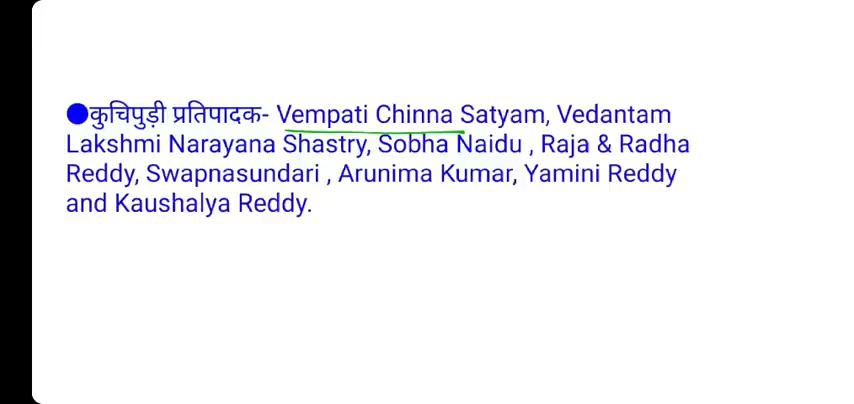 ●कुचिपुड़ी प्रतिपादक- Vempati Chinna Satyam, Vedantam
Lakshmi Narayana Shastry, Sobha Naidu , Raja & Radha
Reddy, Swapnasundari , Arunima Kumar, Yamini Reddy
and Kaushalya Reddy.